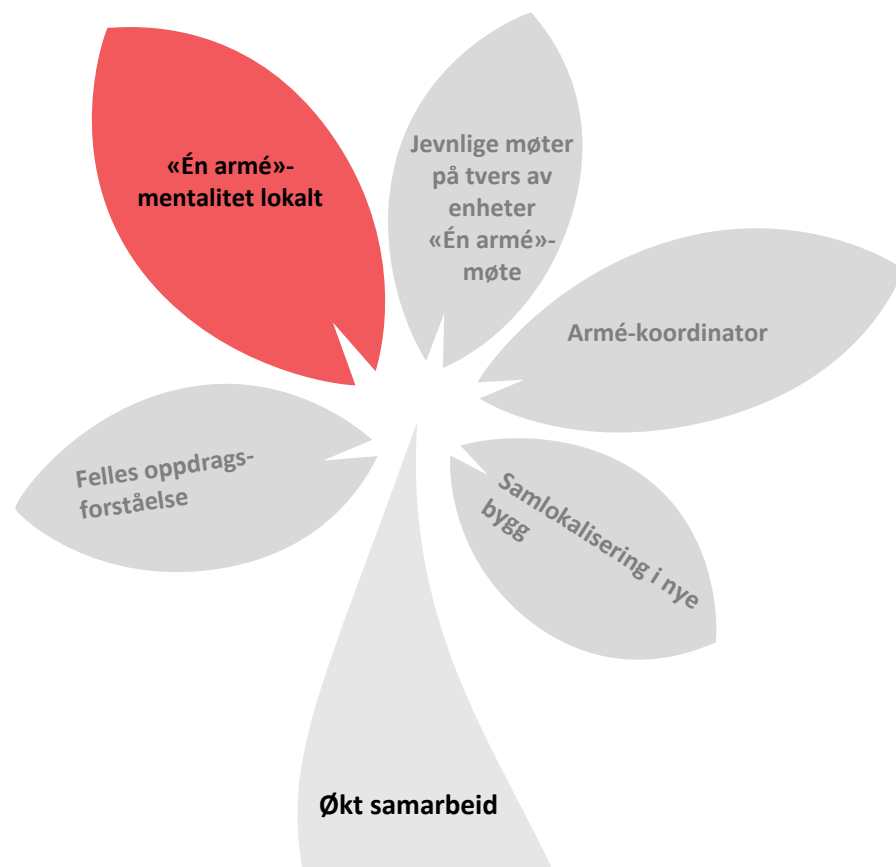 «Én armé»-
mentalitet lokalt
Jevnlige møter
på tvers av
enheter
«Én armé»-
møte
Armé-koordinator
Felles oppdrags-
forståelse
Samlokalisering i nye
bygg
Økt samarbeid